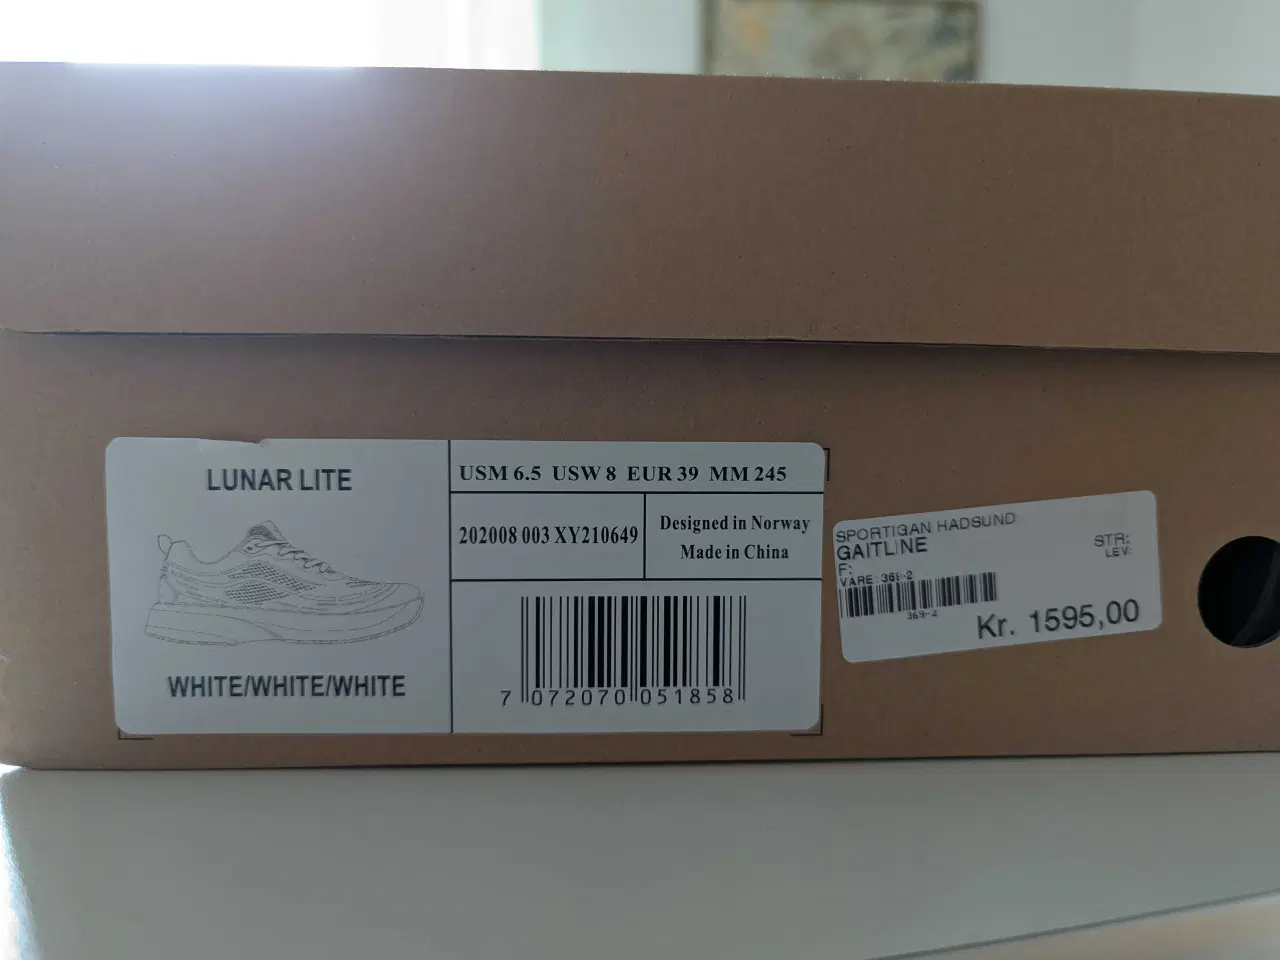 LUNAR LITE
WHITE/WHITE/WHITE
USM 6.5 USW 8 EUR 39 MM 245
202008 003 XY210649
Designed in Norway
Made in China
7 072070 051858
SPORTIGAN HADSUND
GAITLINE
STR:
LEV:
F:
VARE
Kr. 1595,00